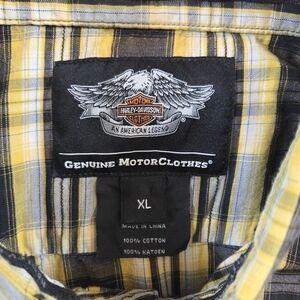 MOTOR
HARLEY-DAVIDSON
CYCLES
AN AMERICAN LEGEND
GENUINE MOTORCLOTHES®
XL
MADE IN CHINA
100% COTTON
100% KATOEN